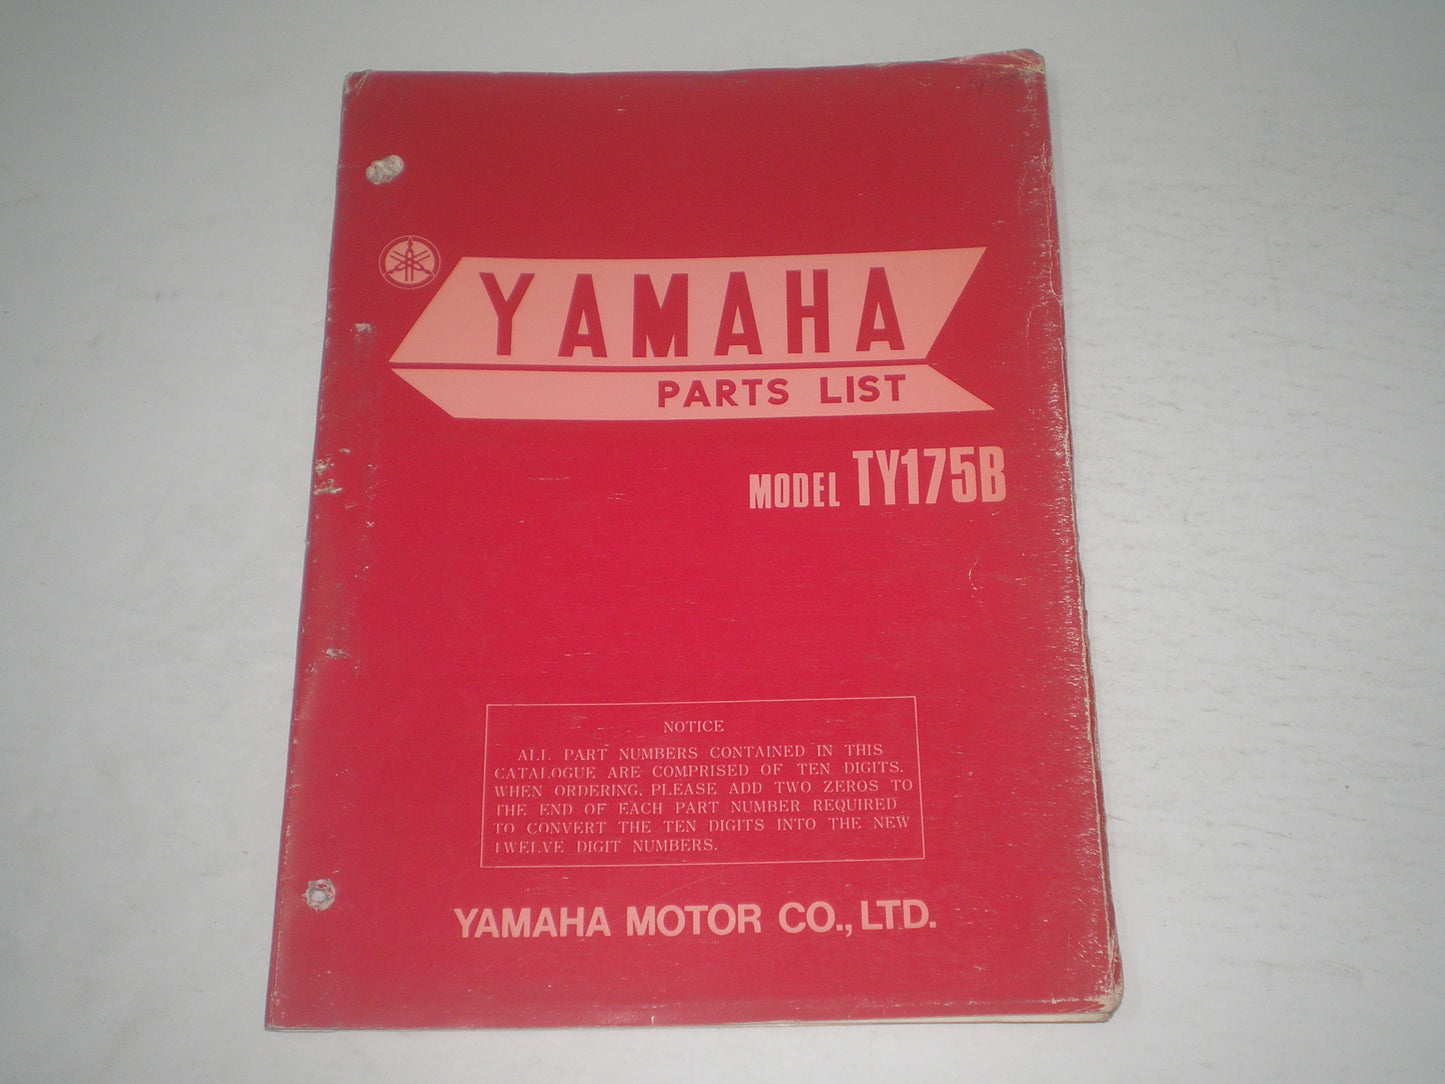 YAMAHA
PARTS LIST
MODEL TY175B
NOTICE
ALL PART NUMBERS CONTAINED IN THIS
CATALOGUE ARE COMPRISED OF TEN DIGITS.
WHEN ORDERING, PLEASE ADD TWO ZEROS TO
THE END OF EACH PART NUMBER REQUIRED
TO CONVERT THE TEN DIGITS INTO THE NEW
TWELVE DIGIT NUMBERS.
YAMAHA MOTOR CO., LTD.